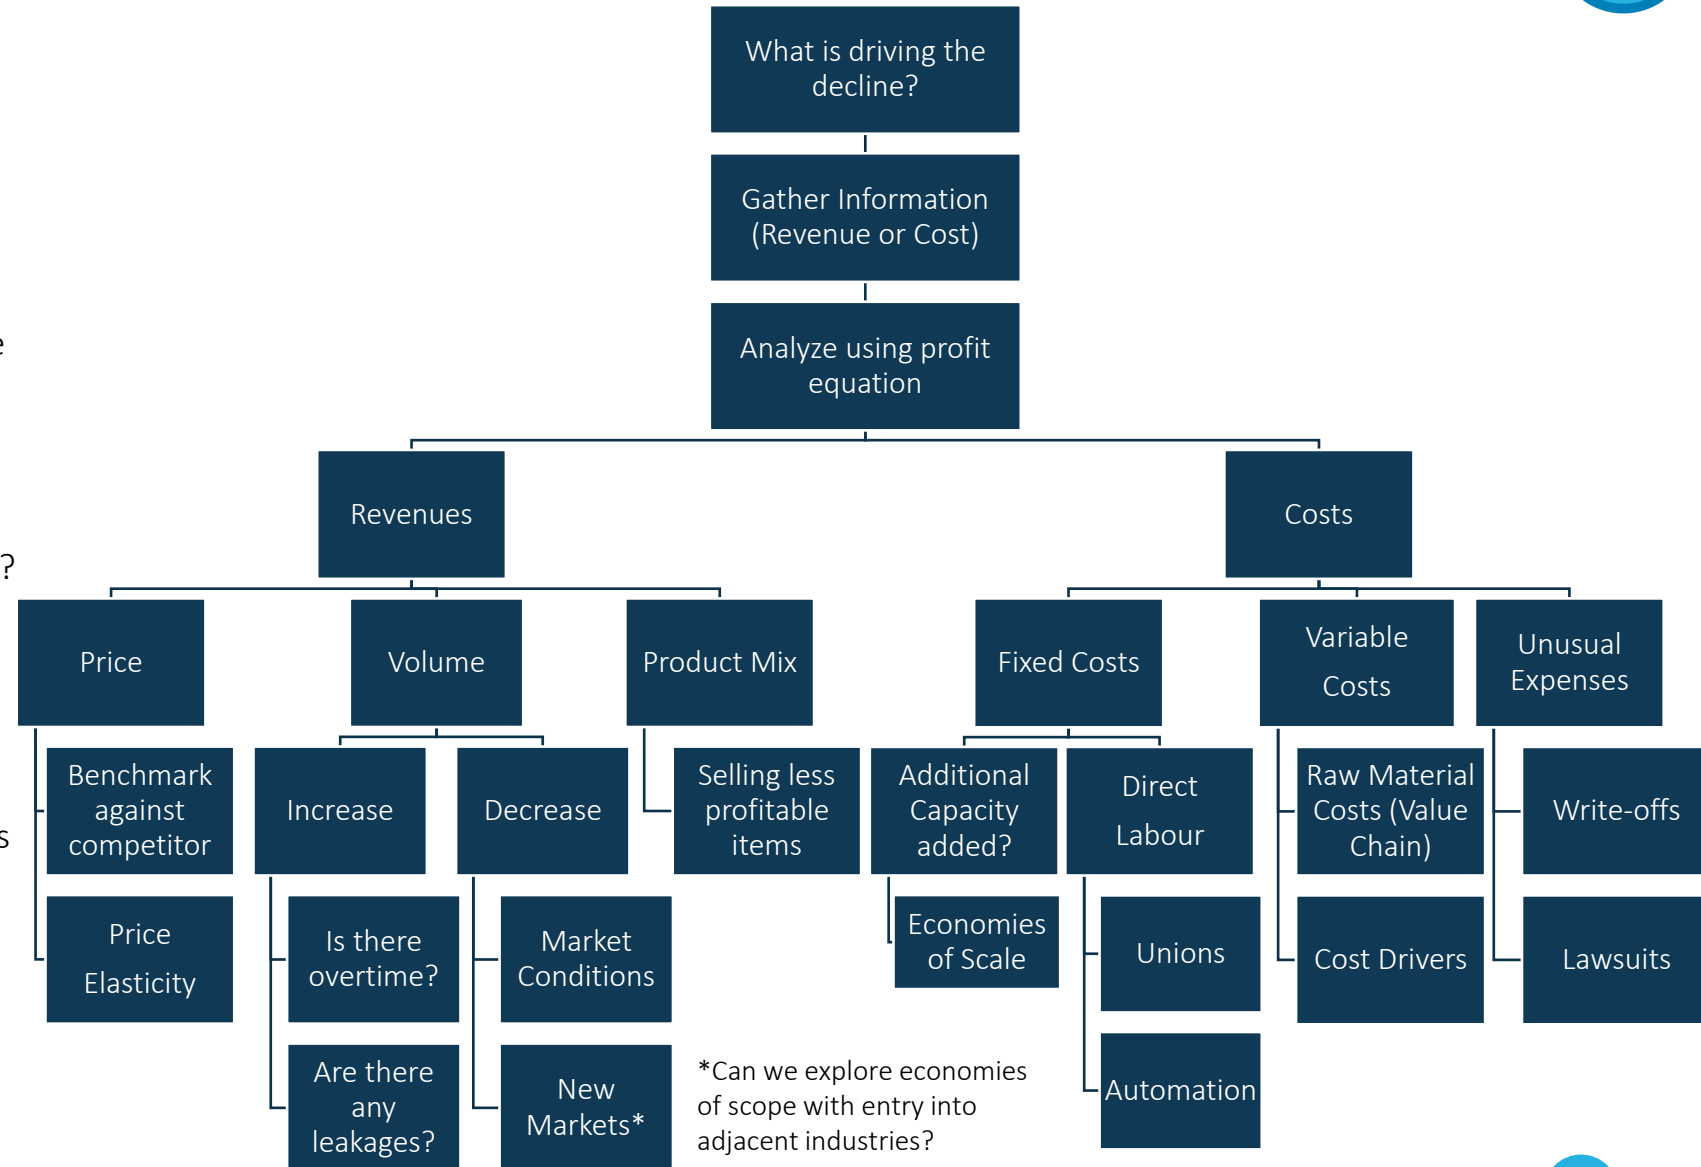 What is driving the
decline?
Gather Information
(Revenue or Cost)
Analyze using profit
equation
Revenues
Costs
?
Price
Volume
Product Mix
Fixed Costs
Variable
Costs
Unusual
Expenses
Benchmark
against
competitor
Increase
Decrease
Selling less
profitable
items
Additional
Capacity
added?
Direct
Labour
Raw Material
Costs (Value
Chain)
Write-offs
Price
Elasticity
Is there
overtime?
Market
Conditions
Economies
of Scale
Unions
Cost Drivers
Lawsuits
Are there
any
leakages?
New
Markets*
*Can we explore economies
of scope with entry into
adjacent industries?
Automation